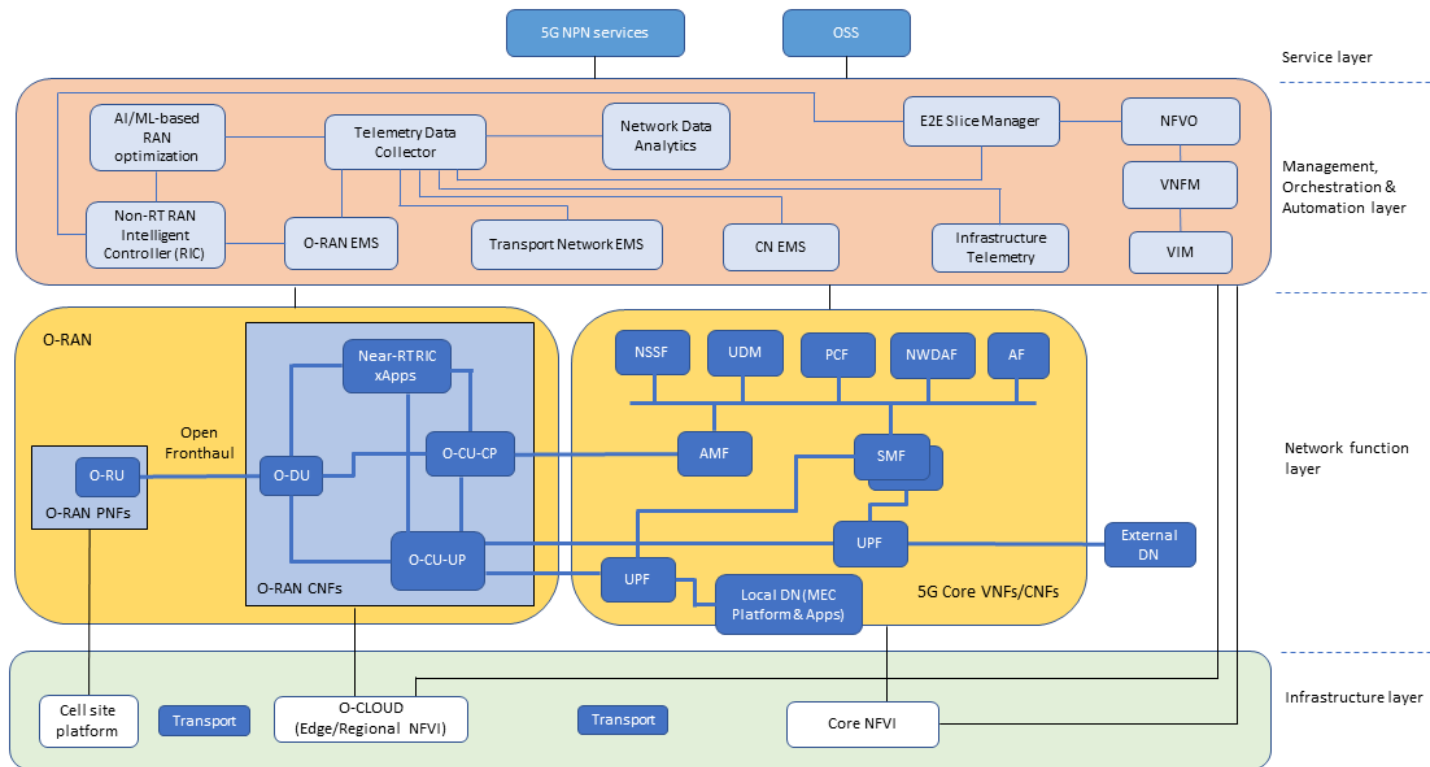 5G NPN services
OSS
Service layer
AI/ML-based
RAN
optimization
Telemetry Data
Collector
Network Data
Analytics
E2E Slice Manager
NFVO
VNFM
VIM
Management,
Orchestration &
Automation layer
Non-RT RAN
Intelligent
Controller (RIC)
O-RAN EMS
Transport Network EMS
CN EMS
Infrastructure
Telemetry
O-RAN
Near-RT RIC
xApps
Open
Fronthaul
O-RU
O-RAN PNFs
O-DU
O-CU-CP
O-CU-UP
O-RAN CNFs
NSSF
UDM
PCF
NWDAF
AF
AMF
SMF
UPF
UPF
Local DN (MEC
Platform & Apps)
5G Core VNFs/CNFs
External
DN
Network function
layer
Cell site
platform
Transport
O-CLOUD
(Edge/Regional NFVI)
Transport
Core NFVI
Infrastructure layer